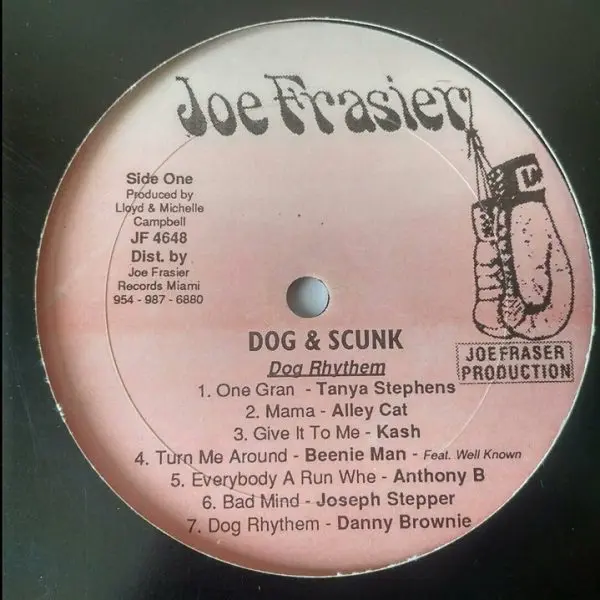 Joe Frasier
Side One
Produced by
Lloyd & Michelle
Campbell
JF 4648
Dist. by
Joe Frasier
Records Miami
954 - 987 - 6880
JOE FRASER
PRODUCTION
DOG & SCUNK
Dog Rhythem
1. One Gran - Tanya Stephens
2. Mama - Alley Cat
3. Give It To Me - Kash
4. Turn Me Around - Beenie Man - Feat. Well Known
5. Everybody A Run Whe - Anthony B
6. Bad Mind - Joseph Stepper
7. Dog Rhythem - Danny Brownie